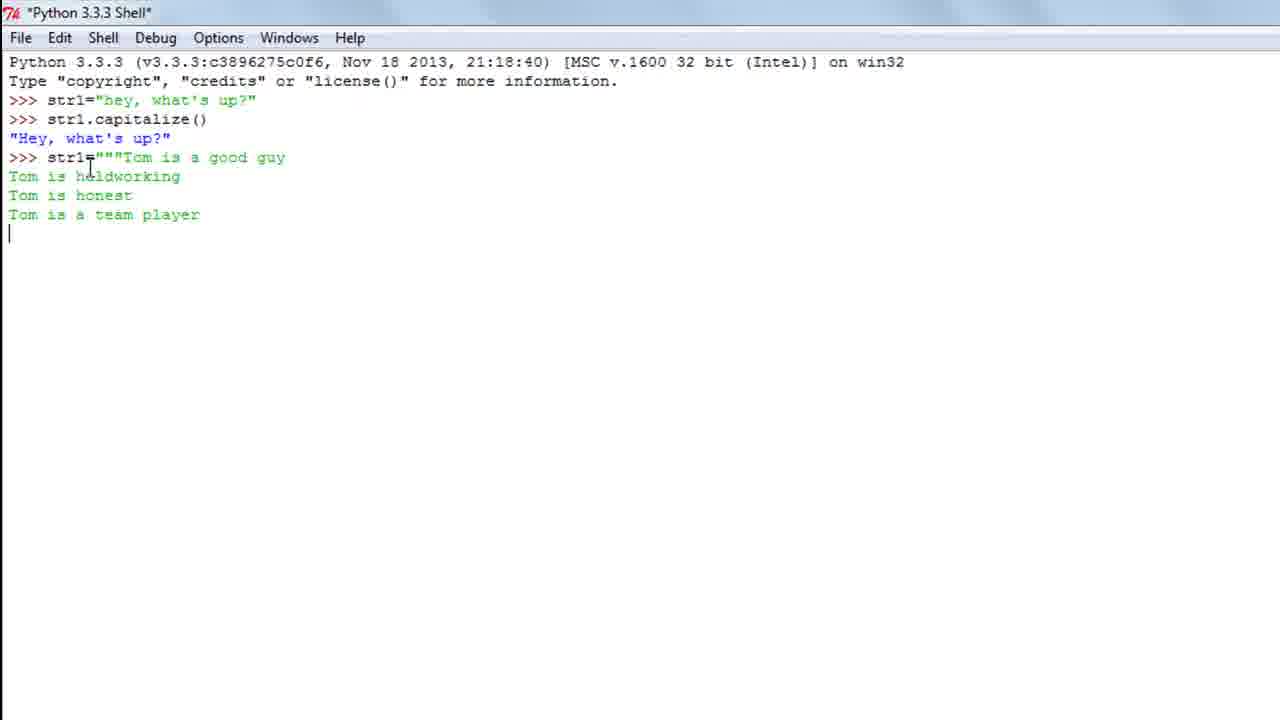 *Python 3.3.3 Shell*
File Edit Shell Debug Options Windows Help
Python 3.3.3 (v3.3.3:c3896275c0f6, Nov 18 2013, 21:18:40) [MSC v.1600 32 bit (Intel)] on win32
Type "copyright", "credits" or "license()" for more information.
>>> str1="hey, what's up?"
>>> str1.capitalize()
"Hey, what's up?"
>>> str1="""Tom is a good guy
Tom is haldworking
Tom is honest
Tom is a team player